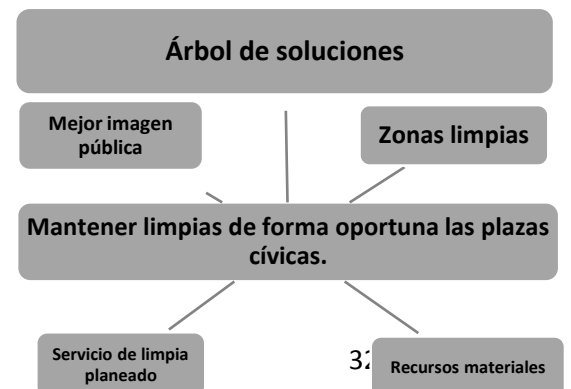 Árbol de soluciones
Mejor imagen
pública
Zonas limpias
Mantener limpias de forma oportuna las plazas
cívicas.
Servicio de limpia
planeado
Recursos materiales